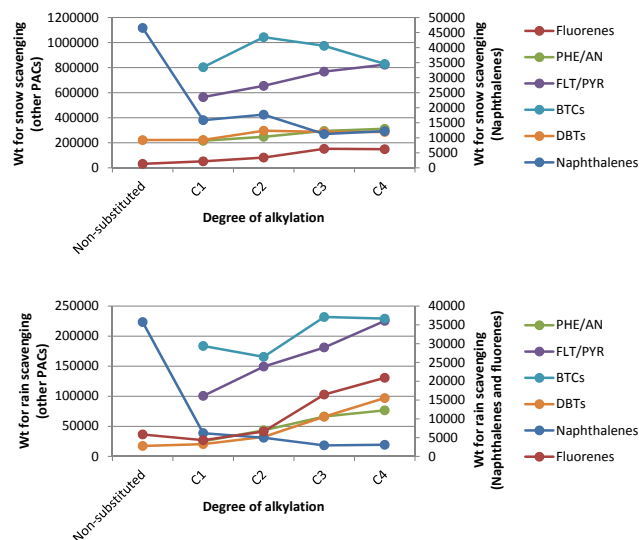 Wt for snow scavenging
(other PACs)
1200000
1000000
800000
600000
400000
200000
0
50000
45000
40000
35000
30000
25000
20000
15000
10000
5000
0
Wt for snow scavenging
(Naphthalenes)
Non-substituted
C1
C2
C3
C4
Degree of alkylation
Fluorenes
PHE/AN
FLT/PYR
BTCs
DBTs
Naphthalenes
Wt for rain scavenging
(other PACs)
250000
200000
150000
100000
50000
0
40000
35000
30000
25000
20000
15000
10000
5000
0
Wt for rain scavenging
(Naphthalenes and fluorenes)
Non-substituted
C1
C2
C3
C4
Degree of alkylation
PHE/AN
FLT/PYR
BTCs
DBTs
Naphthalenes
Fluorenes